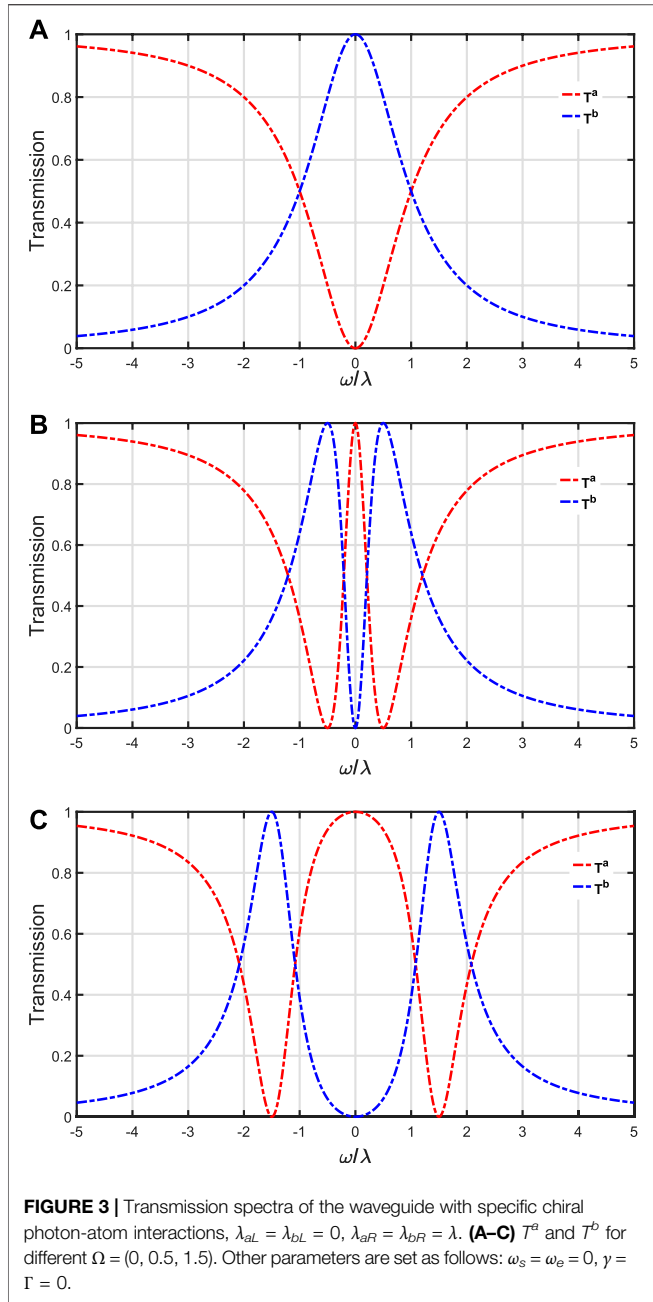 A
1
0.8
0.6
0.4
0.2
0
Transmission
-5 -4 -3 -2 -1 0 1 2 3 4 5
ω/λ
Tᵃ
Tᵇ
B
1
0.8
0.6
0.4
0.2
0
Transmission
-5 -4 -3 -2 -1 0 1 2 3 4 5
ω/λ
Tᵃ
Tᵇ
C
1
0.8
0.6
0.4
0.2
0
Transmission
-5 -4 -3 -2 -1 0 1 2 3 4 5
ω/λ
Tᵃ
Tᵇ
FIGURE 3 | Transmission spectra of the waveguide with specific chiral
photon-atom interactions, λaL = λbL = 0, λaR = λbR = λ. (A–C) Tᵃ and Tᵇ for
different Ω = (0, 0.5, 1.5). Other parameters are set as follows: ωs = ωe = 0, γ =
Γ = 0.